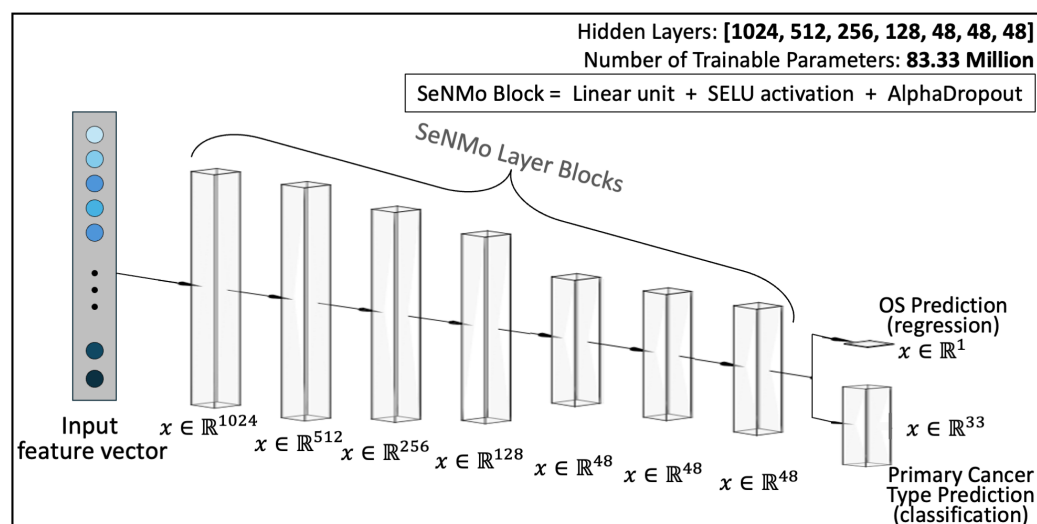 Hidden Layers: [1024, 512, 256, 128, 48, 48, 48]
Number of Trainable Parameters: 83.33 Million
SeNMo Block = Linear unit + SELU activation + AlphaDropout
SeNMo Layer Blocks
Input
feature vector
x ∈ ℝ¹⁰²⁴
x ∈ ℝ⁵¹²
x ∈ ℝ²⁵⁶
x ∈ ℝ¹²⁸
x ∈ ℝ⁴⁸
x ∈ ℝ⁴⁸
x ∈ ℝ⁴⁸
OS Prediction
(regression)
x ∈ ℝ¹
x ∈ ℝ³³
Primary Cancer
Type Prediction
(classification)